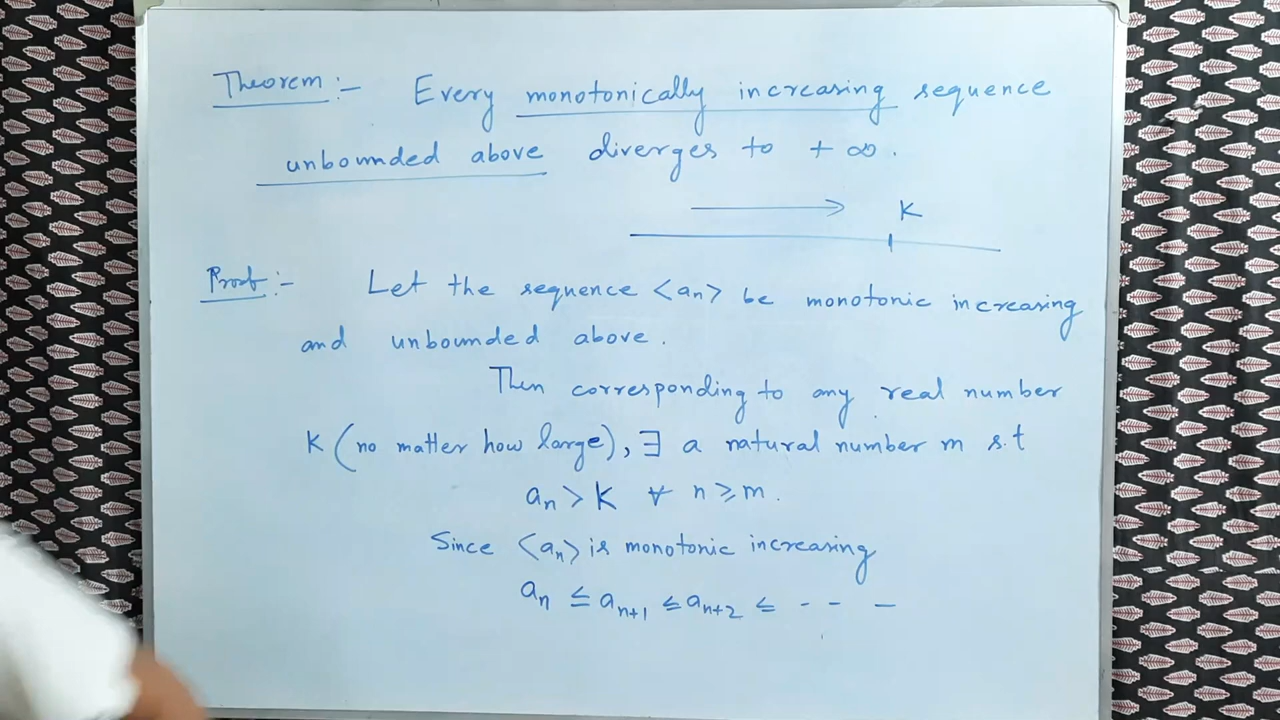 Theorem :- Every monotonically increasing sequence
unbounded above diverges to + ∞ .
K
Proof :- Let the sequence <an> be monotonic increasing
and unbounded above .
Then corresponding to any real number
K (no matter how large), ∃ a natural number m s.t
an > K ∀ n ≥ m .
Since <an> is monotonic increasing
an ≤ an+1 ≤ an+2 ≤ - - -